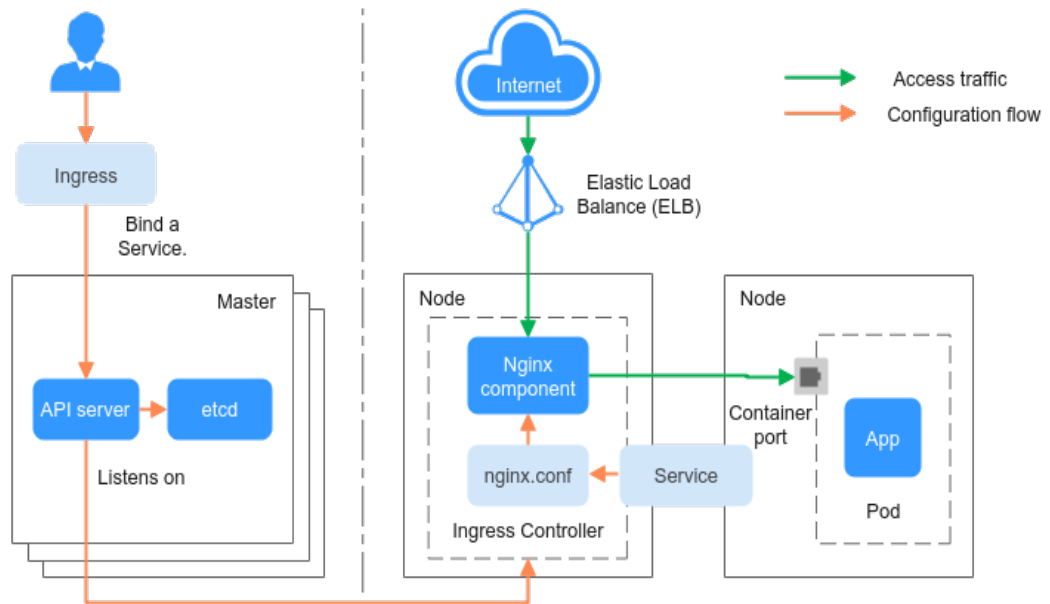 Internet
Access traffic
Configuration flow
Ingress
Elastic Load
Balance (ELB)
Bind a
Service.
Master
Node
Node
Nginx
component
API server
etcd
Container
port
App
Listens on
nginx.conf
Service
Pod
Ingress Controller